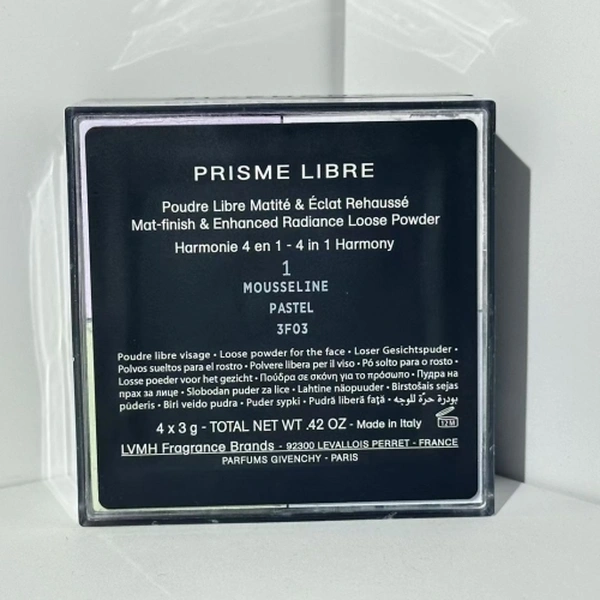 PRISME LIBRE
Poudre Libre Matité & Éclat Rehaussé
Mat-finish & Enhanced Radiance Loose Powder
Harmonie 4 en 1 - 4 in 1 Harmony
1
MOUSSELINE
PASTEL
3F03
Poudre libre visage • Loose powder for the face • Loser Gesichtspuder •
Polvos sueltos para el rostro • Polvere libera per il viso • Pó solto para o rosto •
Losse poeder voor het gezicht • Πούδρα σε σκόνη για το πρόσωπο • Пудра на
прах за лице • Slobodan puder za lice • Lahtine näopuuder • Birstošais sejas
pūderis • Biri veido pudra • Puder sypki • Pudră liberă față • بودرة حرّة للوجه
4 x 3 g - TOTAL NET WT .42 OZ - Made in Italy
12M
LVMH Fragrance Brands - 92300 LEVALLOIS PERRET - FRANCE
PARFUMS GIVENCHY - PARIS